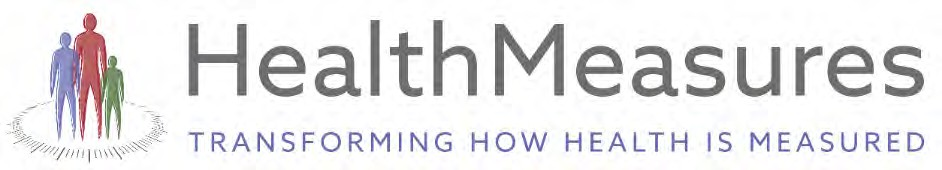 HealthMeasures
TRANSFORMING HOW HEALTH IS MEASURED